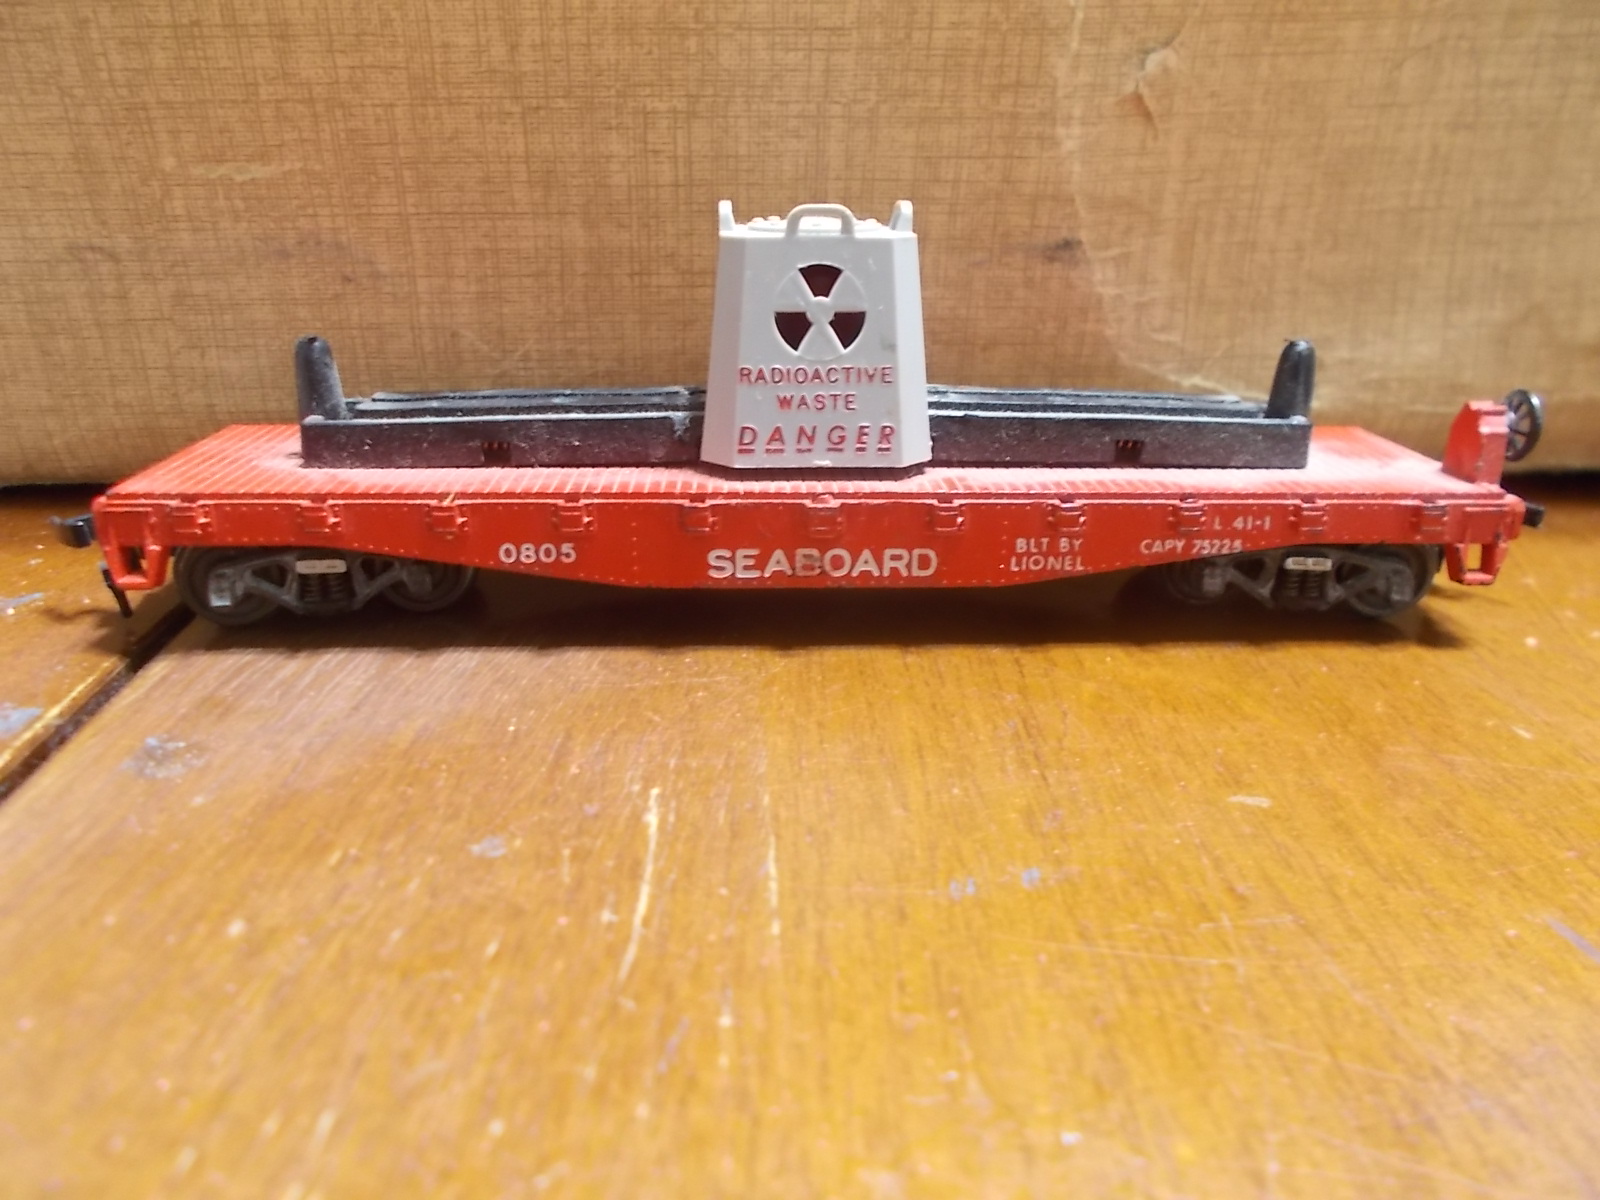 RADIOACTIVE
WASTE
DANGER
0805
SEABOARD
BLT BY
LIONEL
L. 41-1
CAPY 75225